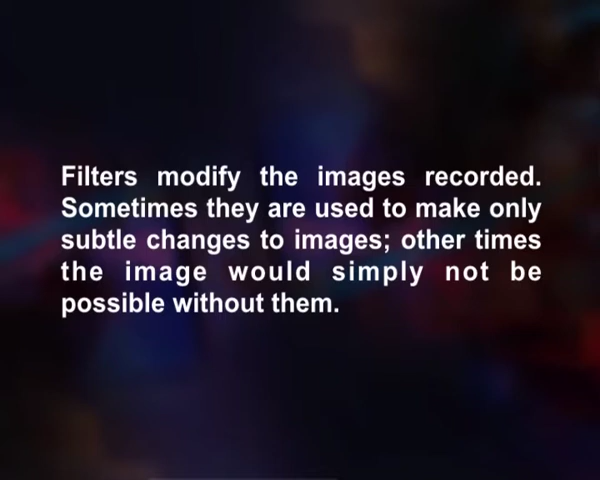 Filters modify the images recorded.
Sometimes they are used to make only
subtle changes to images; other times
the image would simply not be
possible without them.